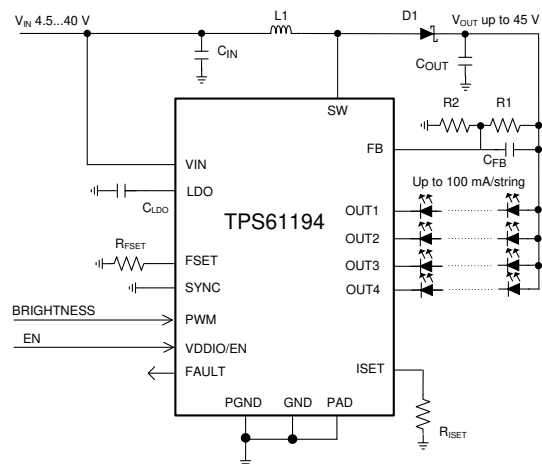 V_IN 4.5...40 V
L1
D1
V_OUT up to 45 V
C_IN
C_OUT
SW
R2
R1
FB
C_FB
VIN
LDO
C_LDO
Up to 100 mA/string
TPS61194
OUT1
OUT2
OUT3
OUT4
R_FSET
FSET
SYNC
BRIGHTNESS
PWM
EN
VDDIO/EN
FAULT
ISET
R_ISET
PGND
GND
PAD